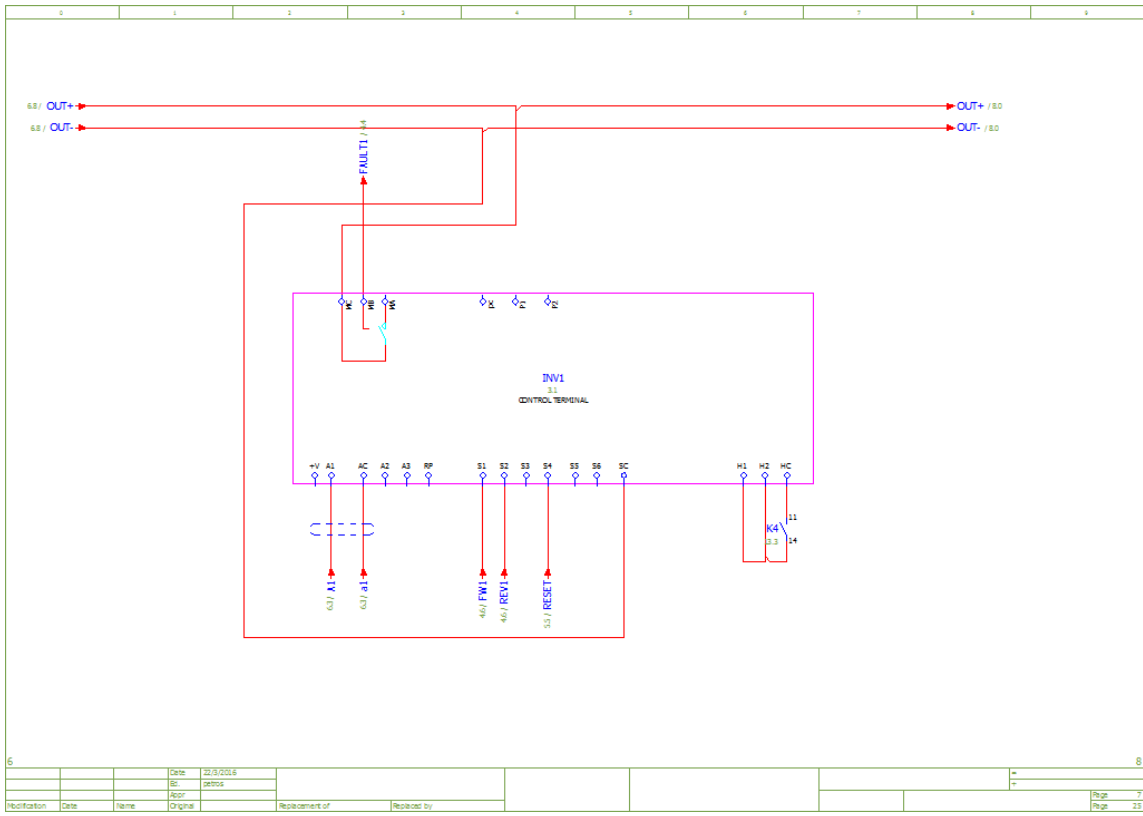 0 1 2 3 4 5 6 7 8 9
6.8 / OUT+ OUT+ / 8.0
6.8 / OUT- OUT- / 8.0
FAULT1
MC MB MA PC P1 P2
INV1
3.1
CONTROL TERMINAL
+V A1 AC A2 A3 RP S1 S2 S3 S4 S5 S6 SC H1 H2 HC
K4 11
3.3 14
6.3 / A1
6.3 / a1
4.6 / FW1
4.6 / REV1
5.5 / RESET
6 8
Date 22/3/2016
Ed. petros
Appr
Modification Date Name Original Replacement of Replaced by
=
+
Page 7
Page 23